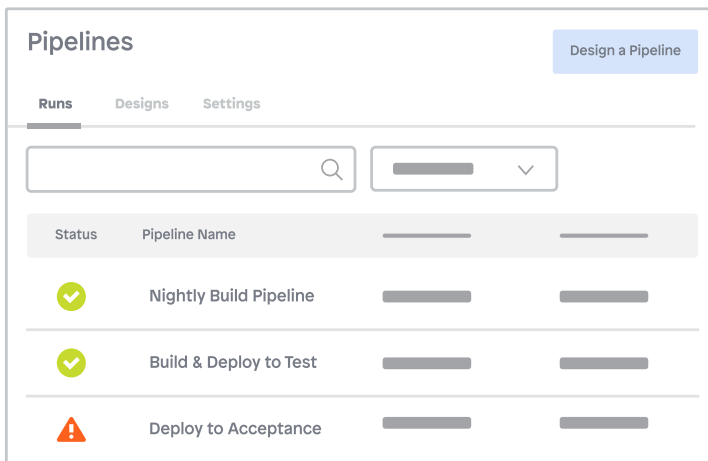 Pipelines
Design a Pipeline
Runs Designs Settings
Status Pipeline Name
Nightly Build Pipeline
Build & Deploy to Test
Deploy to Acceptance